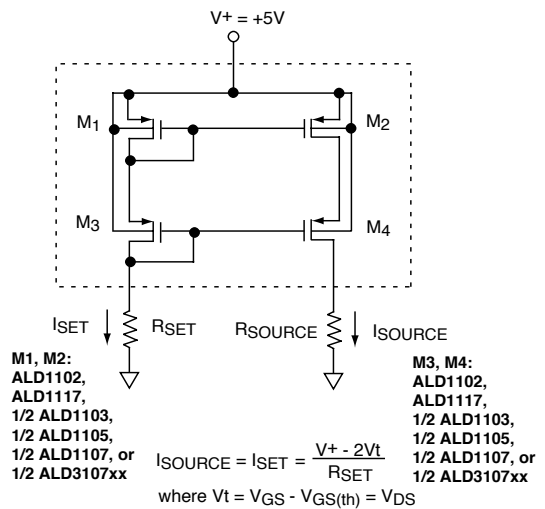 V+ = +5V
M1
M2
M3
M4
ISET
RSET
RSOURCE
ISOURCE
M1, M2:
ALD1102,
ALD1117,
1/2 ALD1103,
1/2 ALD1105,
1/2 ALD1107, or
1/2 ALD3107xx
M3, M4:
ALD1102,
ALD1117,
1/2 ALD1103,
1/2 ALD1105,
1/2 ALD1107, or
1/2 ALD3107xx
ISOURCE = ISET = V+ - 2Vt
RSET
where Vt = VGS - VGS(th) = VDS